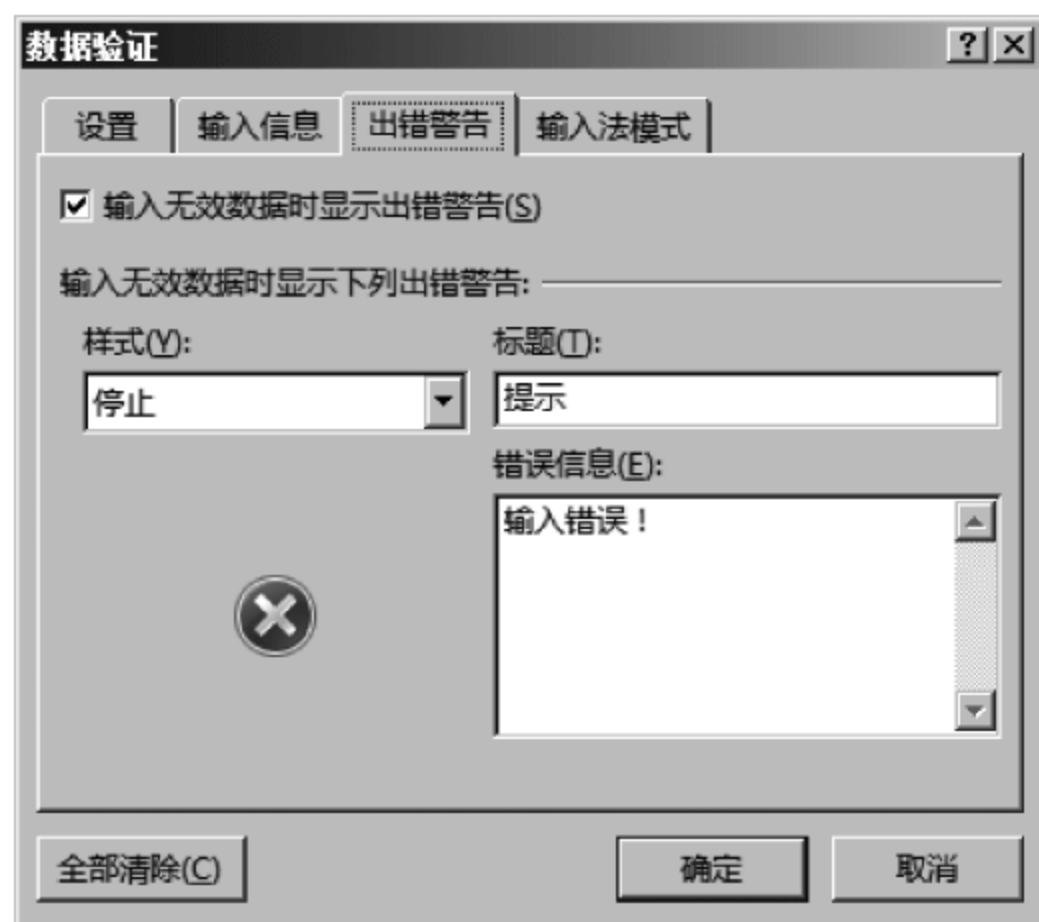 数据验证
设置 输入信息 出错警告 输入法模式
输入无效数据时显示出错警告(S)
输入无效数据时显示下列出错警告:
样式(Y): 标题(T):
停止 提示
错误信息(E):
输入错误！
全部清除(C) 确定 取消